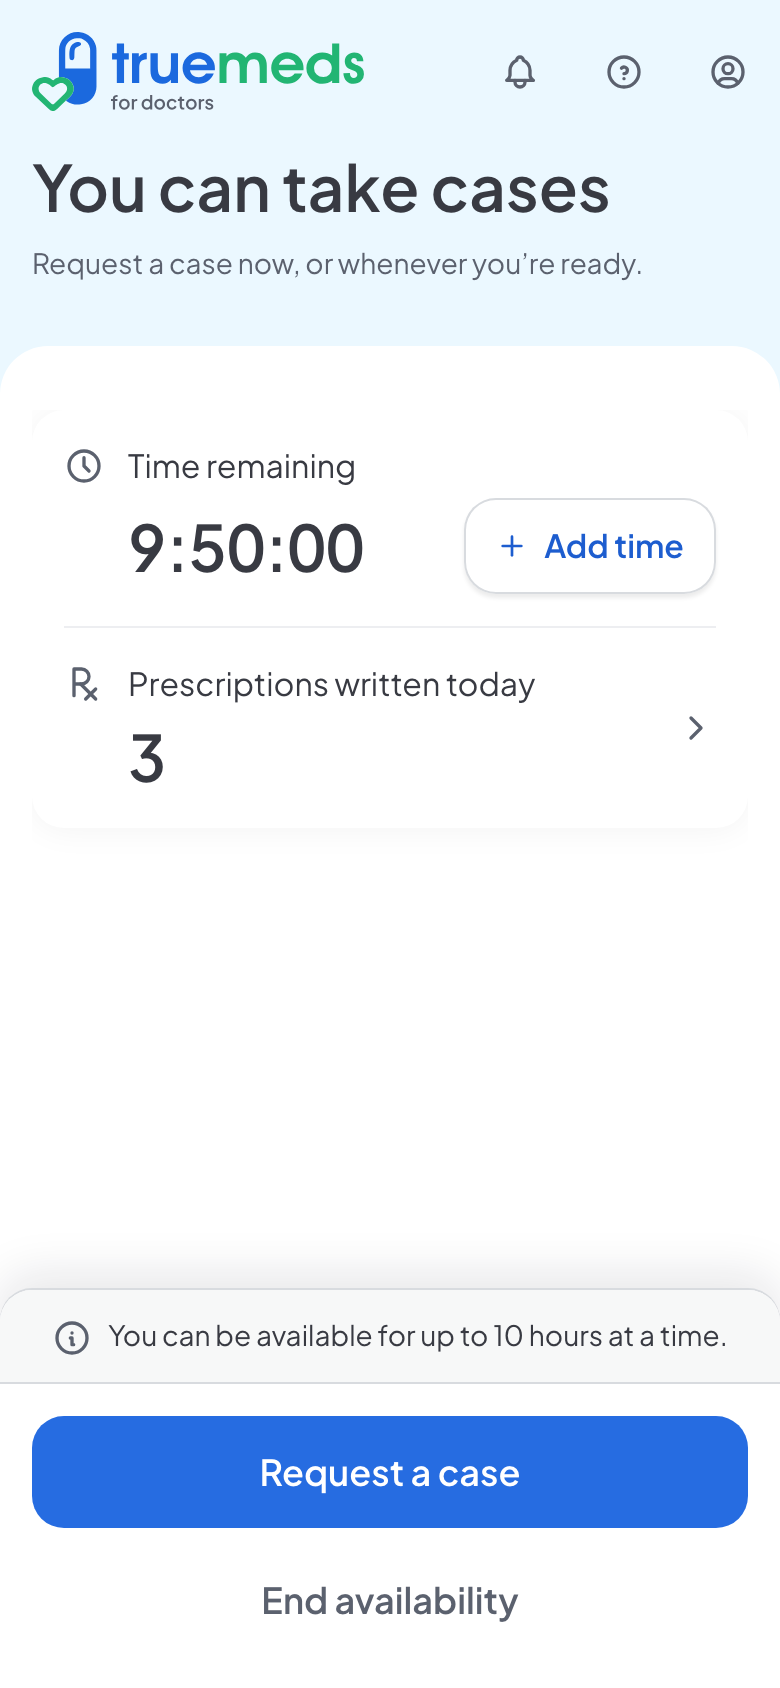 truemeds
for doctors
You can take cases
Request a case now, or whenever you’re ready.
Time remaining
9:50:00
+ Add time
Rx
Prescriptions written today
3
You can be available for up to 10 hours at a time.
Request a case
End availability